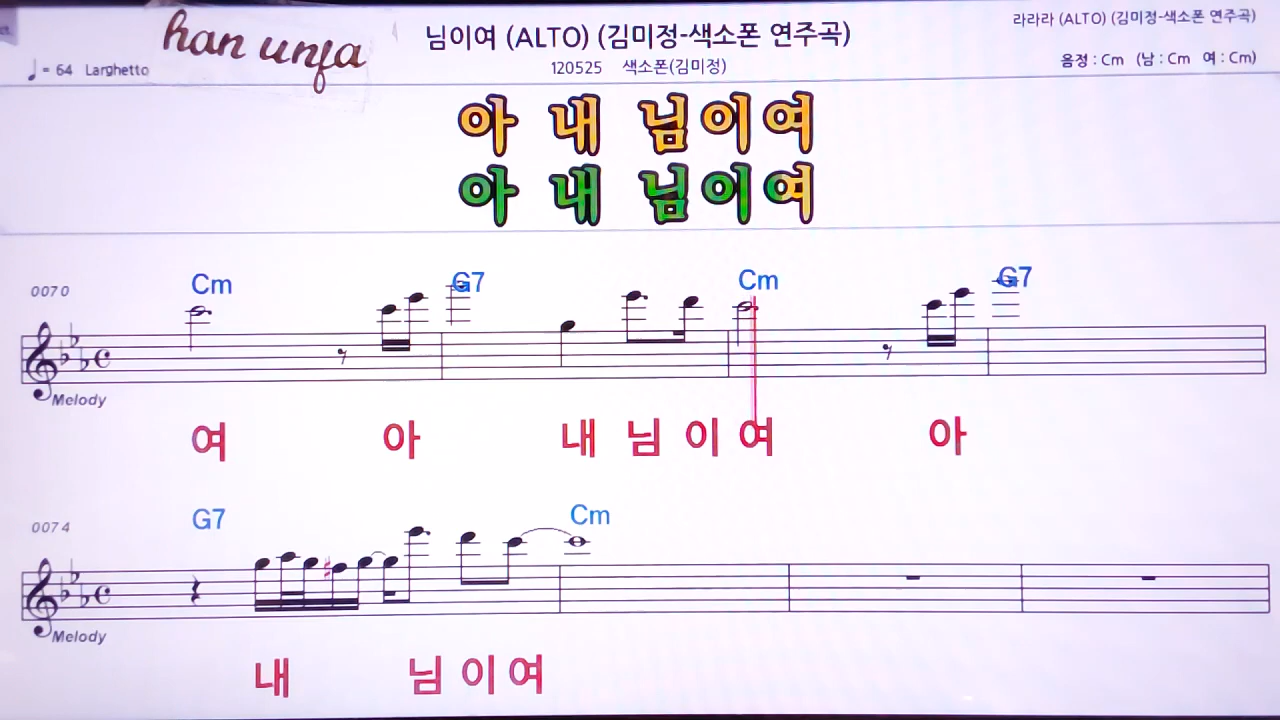 han unfa
님이여 (ALTO) (김미정-색소폰 연주곡)
라라라 (ALTO) (김미정-색소폰 연주곡)
♩ = 64 Larghetto
120525 색소폰(김미정)
음정 : Cm (남 : Cm 여 : Cm)
아 내 님이여
아 내 님이여
0070 Cm G7 Cm G7
Melody
여 아 내 님 이 여 아
0074 G7 Cm
Melody
내 님 이 여